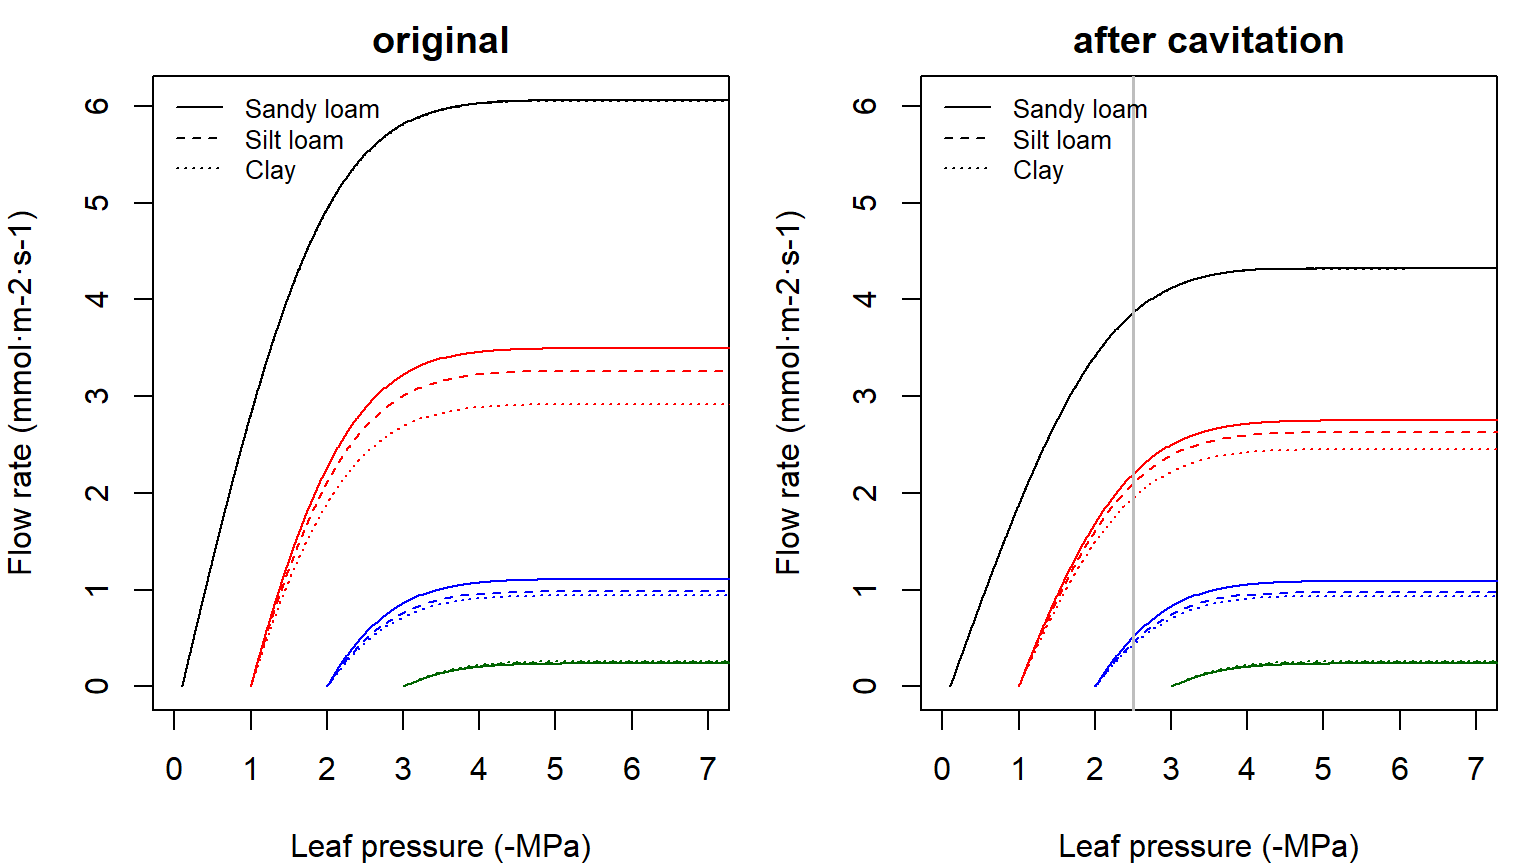 original
Sandy loam
Silt loam
Clay
Flow rate (mmol·m-2·s-1)
6
5
4
3
2
1
0
0 1 2 3 4 5 6 7
Leaf pressure (-MPa)
after cavitation
Sandy loam
Silt loam
Clay
Flow rate (mmol·m-2·s-1)
6
5
4
3
2
1
0
0 1 2 3 4 5 6 7
Leaf pressure (-MPa)